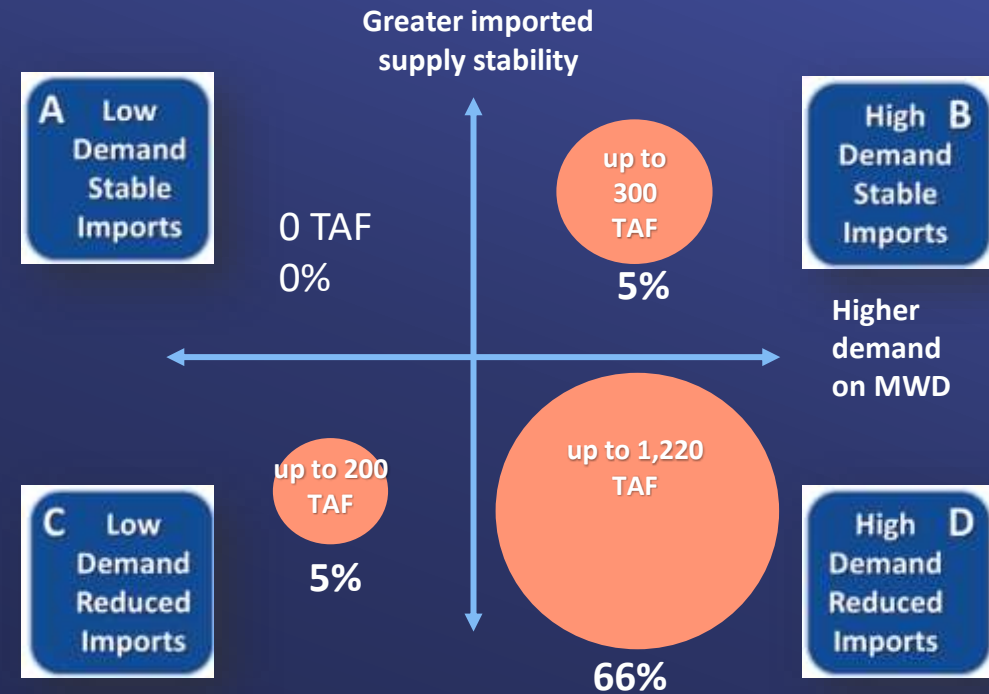 Greater imported
supply stability
A Low
Demand
Stable
Imports
0 TAF
0%
up to
300
TAF
5%
High B
Demand
Stable
Imports
Higher
demand
on MWD
C Low
Demand
Reduced
Imports
up to 200
TAF
5%
up to 1,220
TAF
66%
High D
Demand
Reduced
Imports